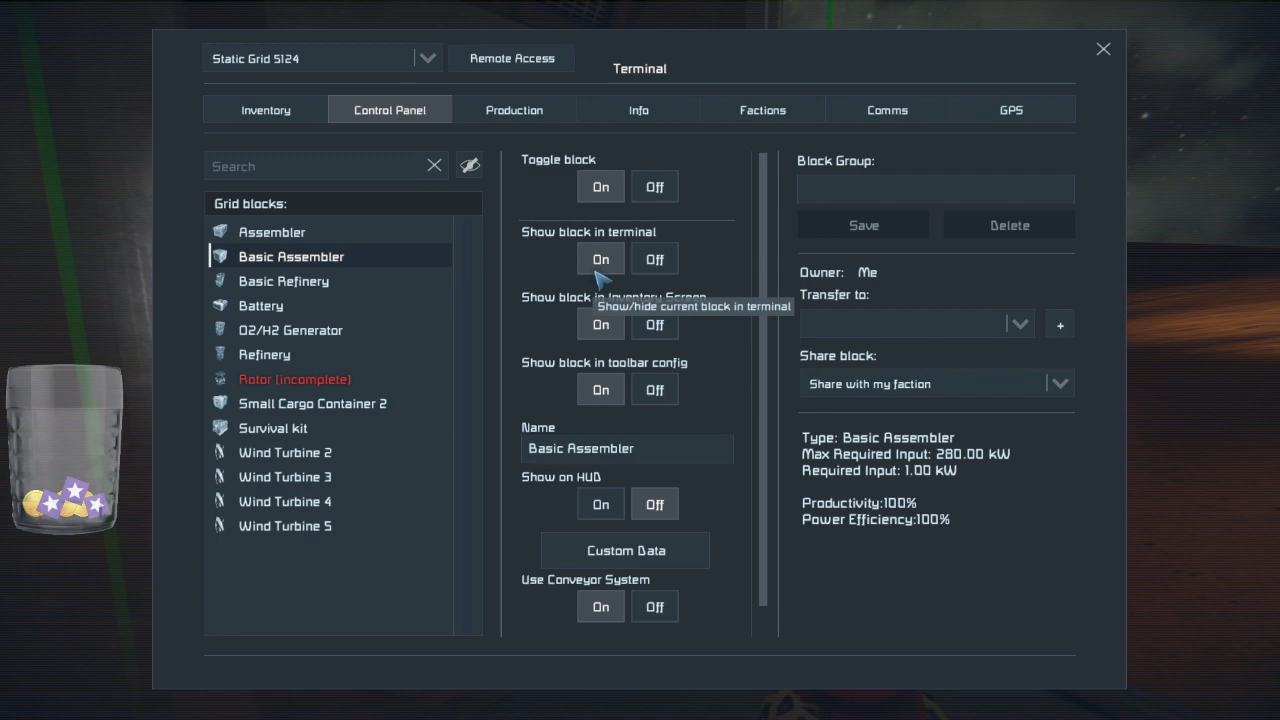 Static Grid 5124
Remote Access
Terminal
Inventory
Control Panel
Production
Info
Factions
Comms
GPS
Search
Grid blocks:
Assembler
Basic Assembler
Basic Refinery
Battery
O2/H2 Generator
Refinery
Rotor (incomplete)
Small Cargo Container 2
Survival kit
Wind Turbine 2
Wind Turbine 3
Wind Turbine 4
Wind Turbine 5
Toggle block
On Off
Show block in terminal
On Off
Show block in Inventory Screen
Show/hide current block in terminal
On Off
Show block in toolbar config
On Off
Name
Basic Assembler
Show on HUD
On Off
Custom Data
Use Conveyor System
On Off
Block Group:
Save Delete
Owner: Me
Transfer to:
+
Share block:
Share with my faction
Type: Basic Assembler
Max Required Input: 280.00 kW
Required Input: 1.00 kW
Productivity:100%
Power Efficiency:100%